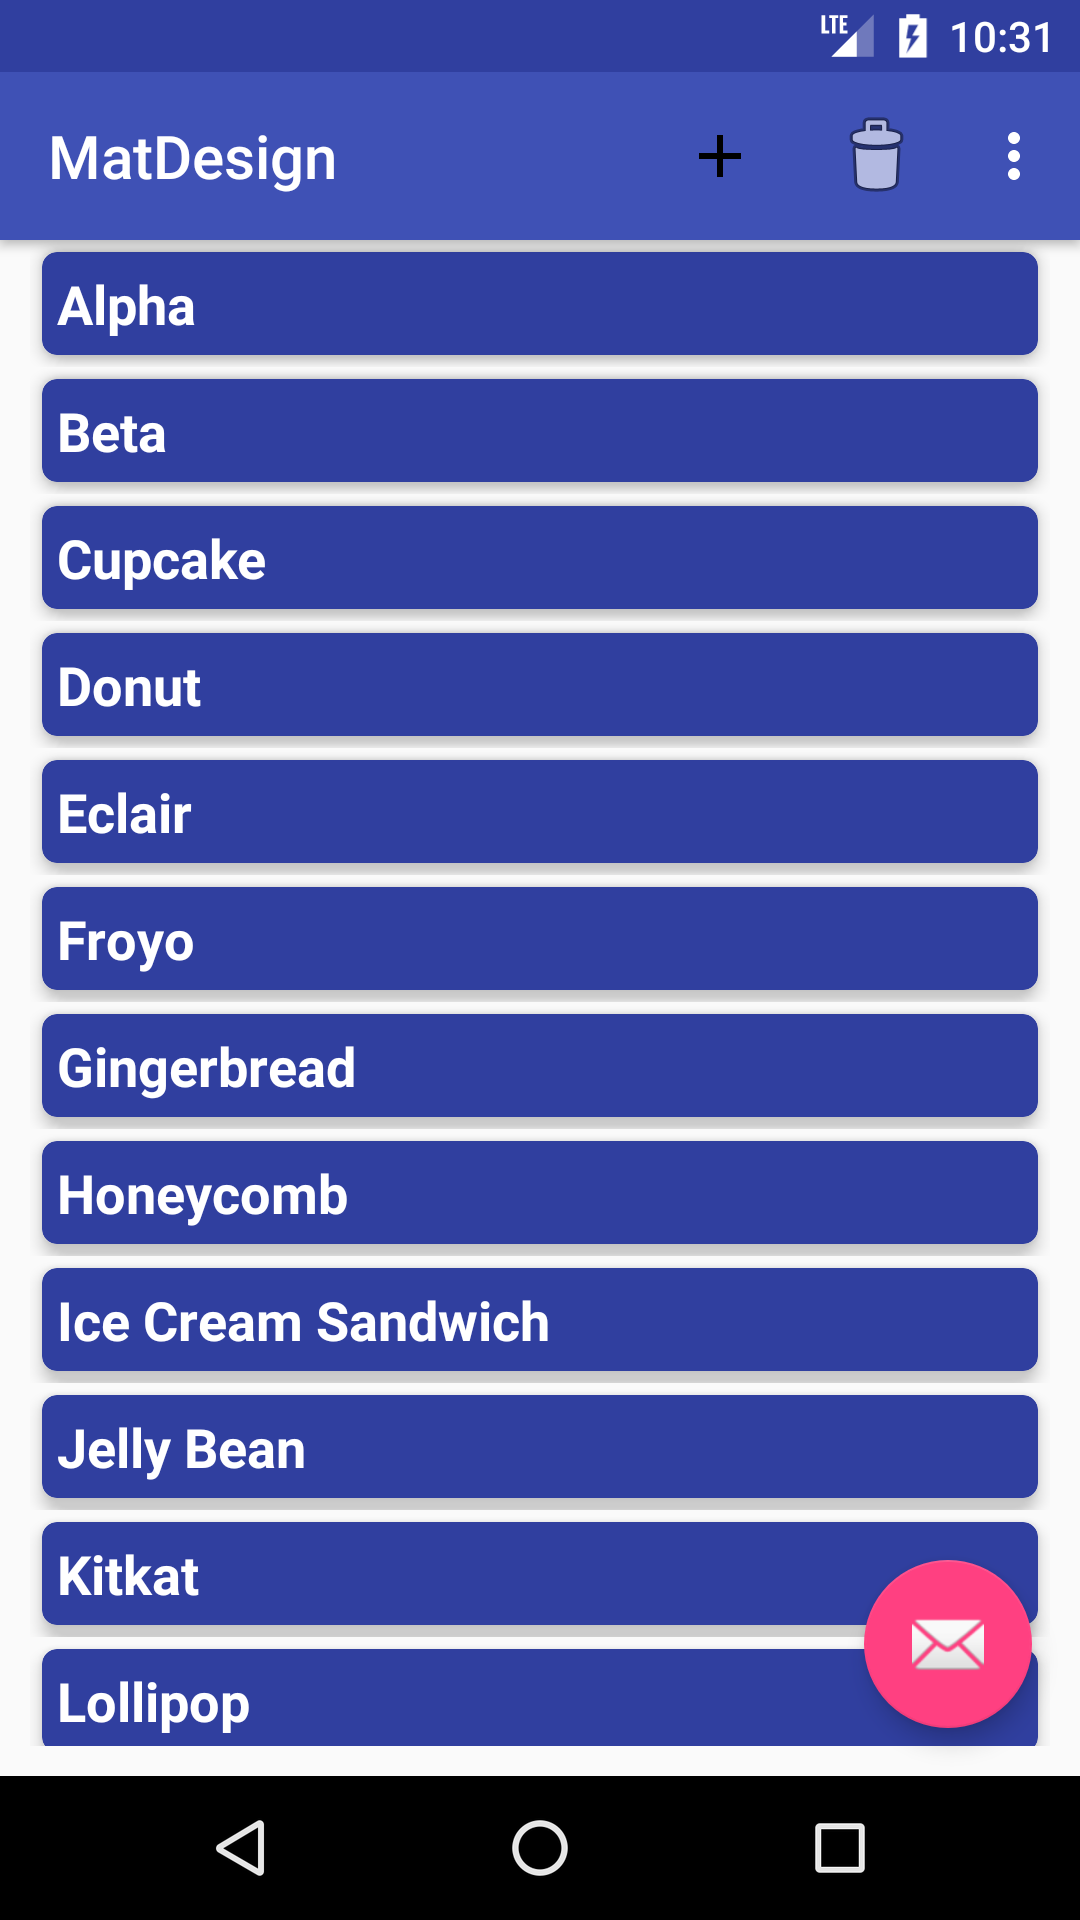 LTE 10:31
MatDesign
Alpha
Beta
Cupcake
Donut
Eclair
Froyo
Gingerbread
Honeycomb
Ice Cream Sandwich
Jelly Bean
Kitkat
Lollipop